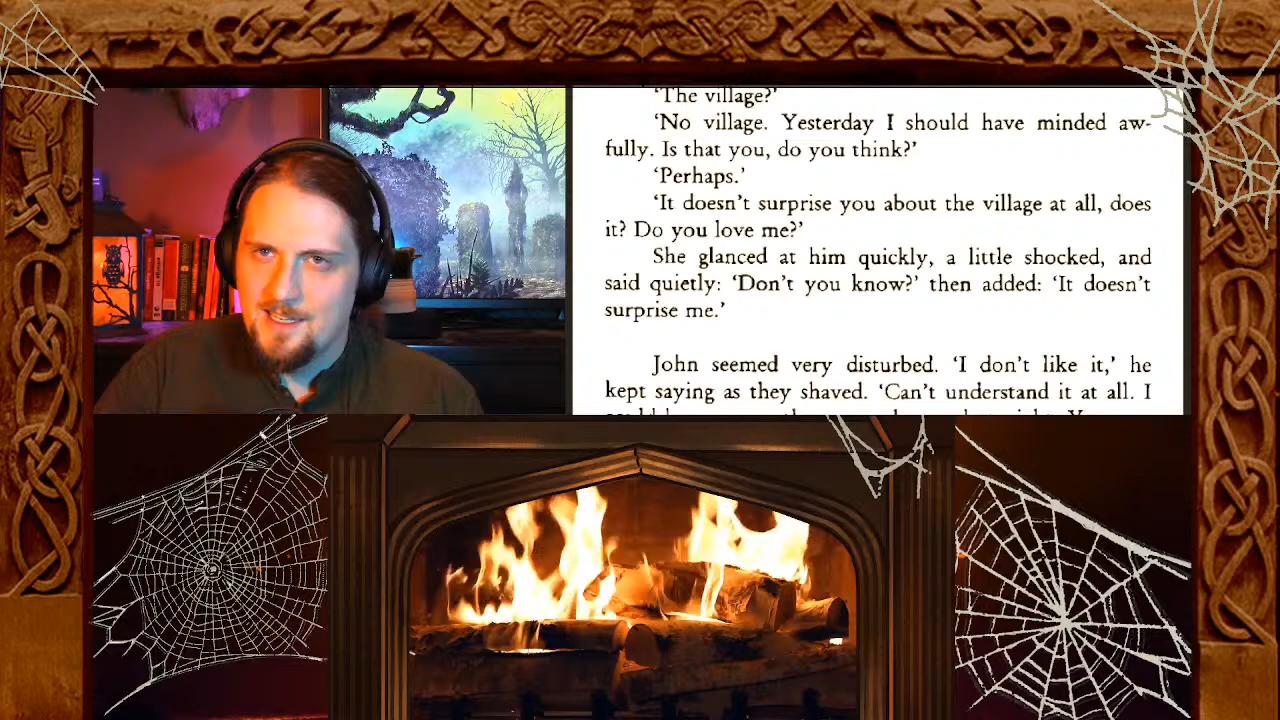 'The village?'
'No village. Yesterday I should have minded aw-
fully. Is that you, do you think?'
'Perhaps.'
'It doesn't surprise you about the village at all, does
it? Do you love me?'
She glanced at him quickly, a little shocked, and
said quietly: 'Don't you know?' then added: 'It doesn't
surprise me.'
John seemed very disturbed. 'I don't like it,' he
kept saying as they shaved. 'Can't understand it at all. I